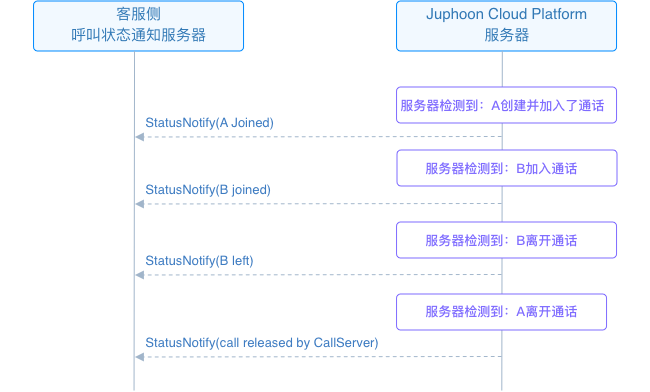 客服侧
呼叫状态通知服务器
Juphoon Cloud Platform
服务器
服务器检测到：A创建并加入了通话
StatusNotify(A Joined)
服务器检测到：B加入通话
StatusNotify(B joined)
服务器检测到：B离开通话
StatusNotify(B left)
服务器检测到：A离开通话
StatusNotify(call released by CallServer)